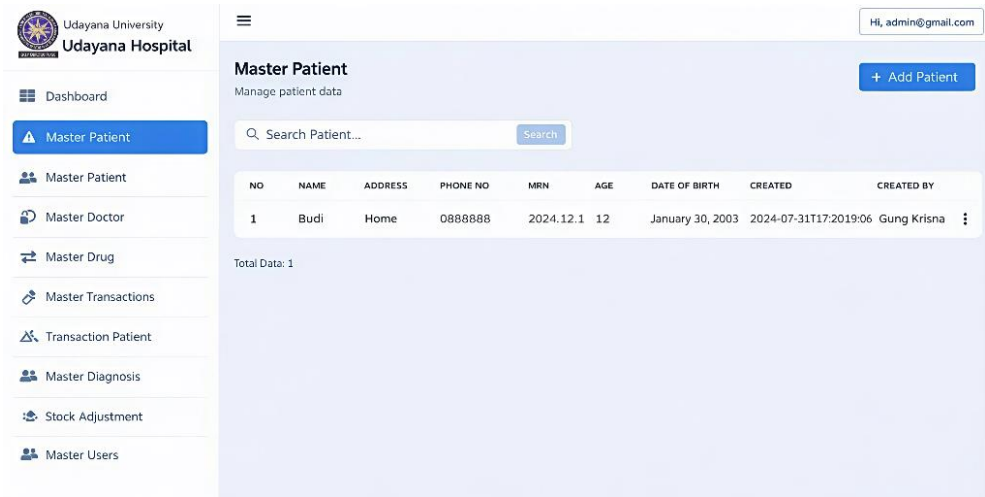 Udayana University
Udayana Hospital
Hi, admin@gmail.com
Dashboard
Master Patient
Master Patient
Master Doctor
Master Drug
Master Transactions
Transaction Patient
Master Diagnosis
Stock Adjustment
Master Users
Master Patient
Manage patient data
+ Add Patient
Search Patient... Search
NO NAME ADDRESS PHONE NO MRN AGE DATE OF BIRTH CREATED CREATED BY
1 Budi Home 0888888 2024.12.1 12 January 30, 2003 2024-07-31T17:2019:06 Gung Krisna
Total Data: 1